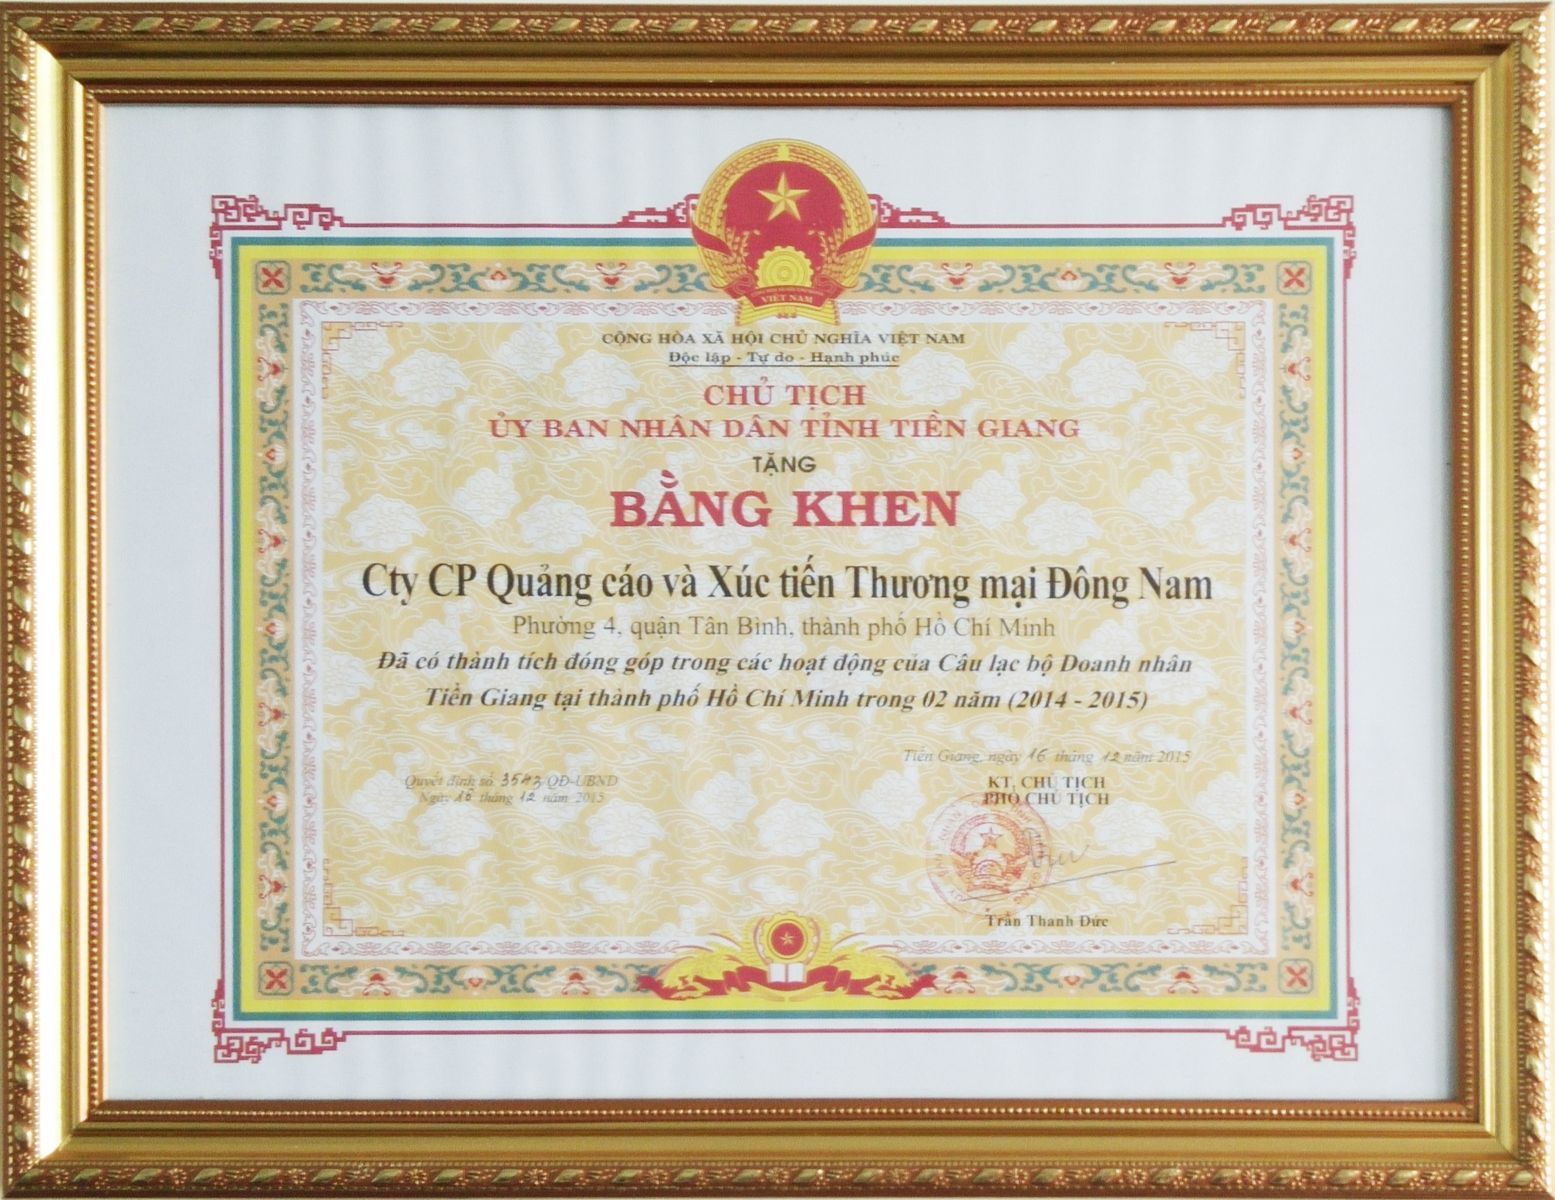 VIỆT NAM
CỘNG HÒA XÃ HỘI CHỦ NGHĨA VIỆT NAM
Độc lập - Tự do - Hạnh phúc
CHỦ TỊCH
ỦY BAN NHÂN DÂN TỈNH TIỀN GIANG
TẶNG
BẰNG KHEN
Cty CP Quảng cáo và Xúc tiến Thương mại Đông Nam
Phường 4, quận Tân Bình, thành phố Hồ Chí Minh
Đã có thành tích đóng góp trong các hoạt động của Câu lạc bộ Doanh nhân
Tiền Giang tại thành phố Hồ Chí Minh trong 02 năm (2014 - 2015)
Tiền Giang, ngày 16 tháng 12 năm 2015
Quyết định số: 3543 QĐ-UBND
Ngày 16 tháng 12 năm 2015
KT. CHỦ TỊCH
PHÓ CHỦ TỊCH
Trần Thanh Đức